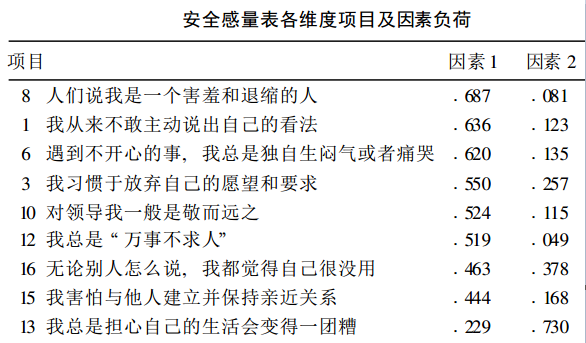 安全感量表各维度项目及因素负荷
项目 因素1 因素2
8 人们说我是一个害羞和退缩的人 .687 .081
1 我从来不敢主动说出自己的看法 .636 .123
6 遇到不开心的事，我总是独自生闷气或者痛哭 .620 .135
3 我习惯于放弃自己的愿望和要求 .550 .257
10 对领导我一般是敬而远之 .524 .115
12 我总是“万事不求人” .519 .049
16 无论别人怎么说，我都觉得自己很没用 .463 .378
15 我害怕与他人建立并保持亲近关系 .444 .168
13 我总是担心自己的生活会变得一团糟 .229 .730